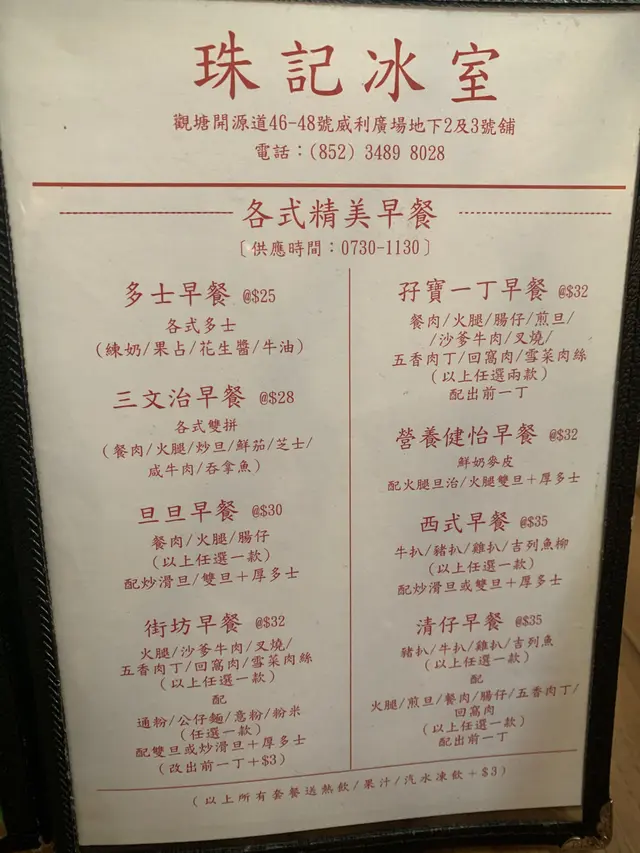 珠記冰室
觀塘開源道46-48號威利廣場地下2及3號舖
電話：(852) 3489 8028
各式精美早餐
〔供應時間：0730-1130〕
多士早餐 @$25
各式多士
(練奶/果占/花生醬/牛油)
三文治早餐 @$28
各式雙拼
(餐肉/火腿/炒旦/鮮茄/芝士/
咸牛肉/吞拿魚)
旦旦早餐 @$30
餐肉/火腿/腸仔
(以上任選一款)
配炒滑旦/雙旦＋厚多士
街坊早餐 @$32
火腿/沙爹牛肉/叉燒/
五香肉丁/回窩肉/雪菜肉絲
(以上任選一款)
配
通粉/公仔麵/意粉/粉米
(任選一款)
配雙旦或炒滑旦＋厚多士
(改出前一丁+$3)
孖寶一丁早餐 @$32
餐肉/火腿/腸仔/煎旦/
/沙爹牛肉/叉燒/
五香肉丁/回窩肉/雪菜肉絲
(以上任選兩款)
配出前一丁
營養健怡早餐 @$32
鮮奶麥皮
配火腿旦治/火腿雙旦＋厚多士
西式早餐 @$35
牛扒/豬扒/雞扒/吉列魚柳
(以上任選一款)
配炒滑旦或雙旦＋厚多士
清仔早餐 @$35
豬扒/牛扒/雞扒/吉列魚
(以上任選一款)
配
火腿/煎旦/餐肉/腸仔/五香肉丁/
回窩肉
(以上任選一款)
配出前一丁
(以上所有套餐送熱飲/果汁/汽水凍飲+$3)